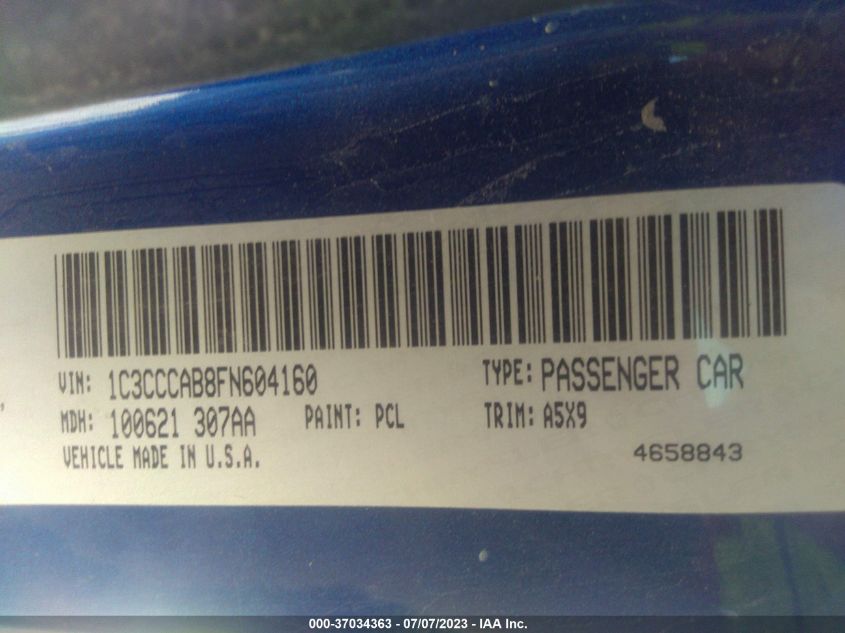 VIN: 1C3CCCAB8FN604160 TYPE: PASSENGER CAR
MDH: 100621 307AA PAINT: PCL TRIM: A5X9
VEHICLE MADE IN U.S.A. 4658843
000-37034363 - 07/07/2023 - IAA Inc.